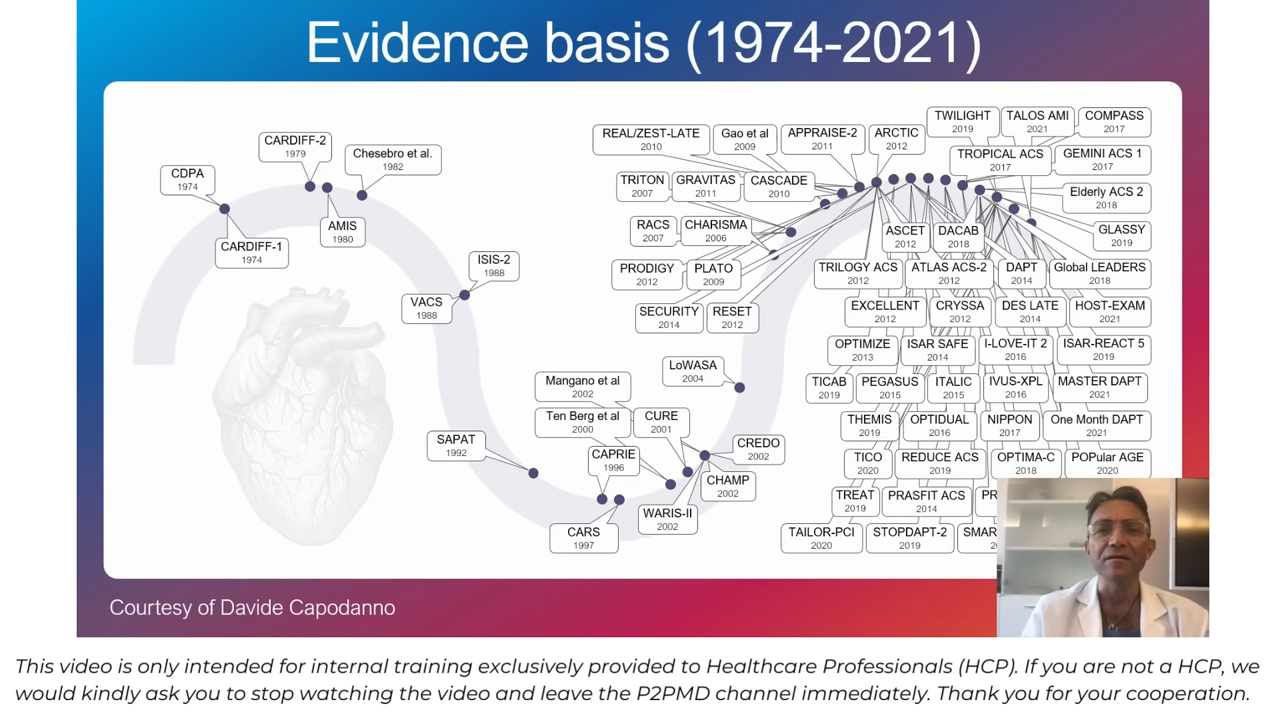 Evidence basis (1974-2021)
CDPA
1974
CARDIFF-1
1974
CARDIFF-2
1979
AMIS
1980
Chesebro et al.
1982
ISIS-2
1988
VACS
1988
SAPAT
1992
CAPRIE
1996
CARS
1997
Mangano et al
2002
Ten Berg et al
2000
CURE
2001
WARIS-II
2002
CHAMP
2002
CREDO
2002
LoWASA
2004
REAL/ZEST-LATE
2010
Gao et al
2009
APPRAISE-2
2011
ARCTIC
2012
TWILIGHT
2019
TALOS AMI
2021
COMPASS
2017
TROPICAL ACS
2017
GEMINI ACS 1
2017
TRITON
2007
GRAVITAS
2011
CASCADE
2010
Elderly ACS 2
2018
RACS
2007
CHARISMA
2006
ASCET
2012
DACAB
2018
GLASSY
2019
PRODIGY
2012
PLATO
2009
TRILOGY ACS
2012
ATLAS ACS-2
2012
DAPT
2014
Global LEADERS
2018
SECURITY
2014
RESET
2012
EXCELLENT
2012
CRYSSA
2012
DES LATE
2014
HOST-EXAM
2021
OPTIMIZE
2013
ISAR SAFE
2014
I-LOVE-IT 2
2016
ISAR-REACT 5
2019
TICAB
2019
PEGASUS
2015
ITALIC
2015
IVUS-XPL
2016
MASTER DAPT
2021
THEMIS
2019
OPTIDUAL
2016
NIPPON
2017
One Month DAPT
2021
TICO
2020
REDUCE ACS
2019
OPTIMA-C
2018
POPular AGE
2020
TREAT
2019
PRASFIT ACS
2014
PR
TAILOR-PCI
2020
STOPDAPT-2
2019
SMAR
20
Courtesy of Davide Capodanno
This video is only intended for internal training exclusively provided to Healthcare Professionals (HCP). If you are not a HCP, we
would kindly ask you to stop watching the video and leave the P2PMD channel immediately. Thank you for your cooperation.